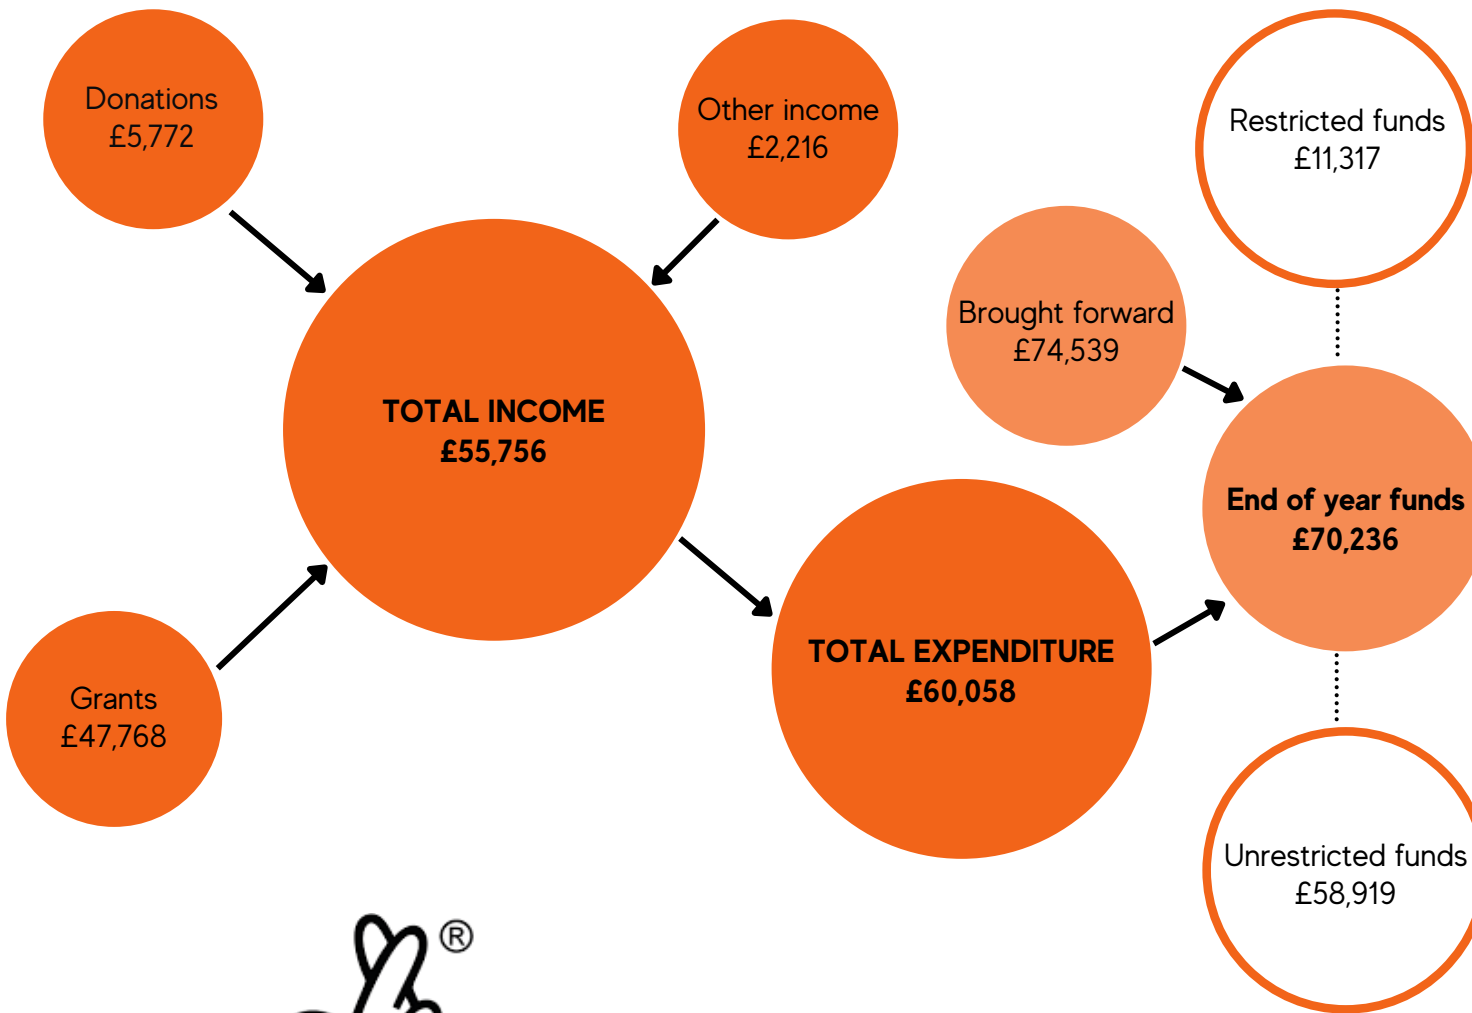 Donations
£5,772
Other income
£2,216
Restricted funds
£11,317
Brought forward
£74,539
TOTAL INCOME
£55,756
End of year funds
£70,236
TOTAL EXPENDITURE
£60,058
Grants
£47,768
Unrestricted funds
£58,919
®